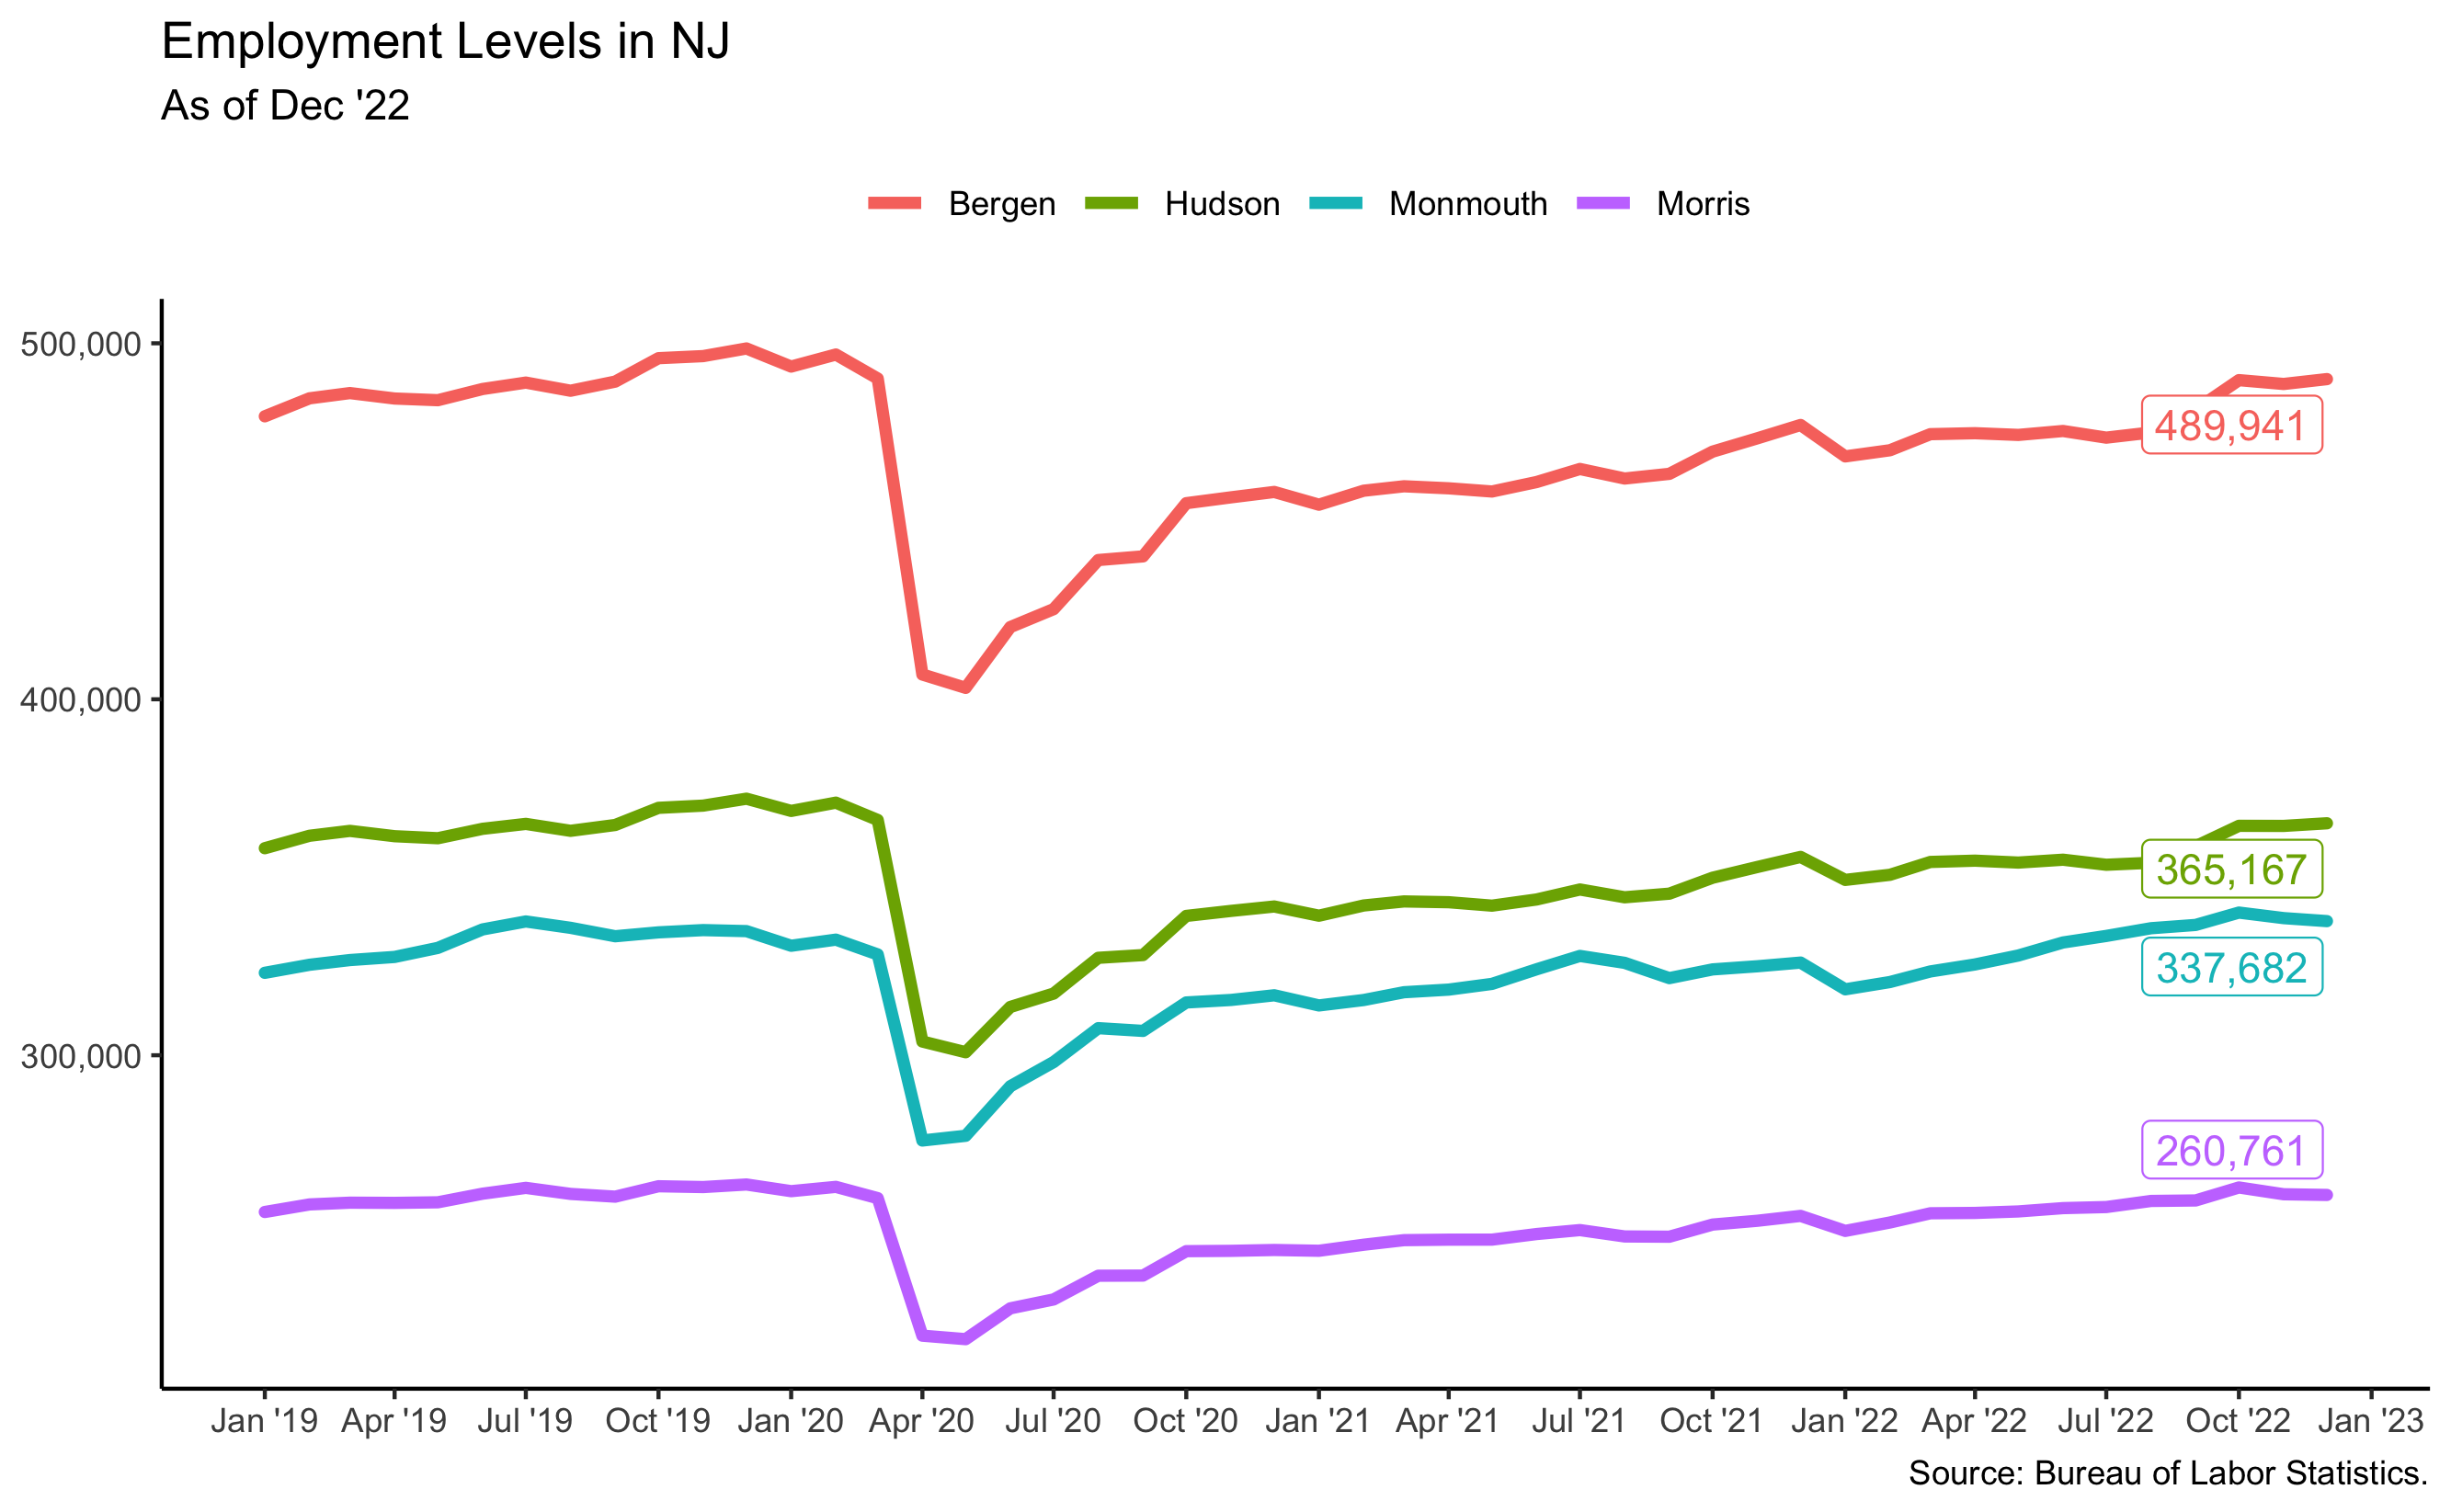 Employment Levels in NJ
As of Dec '22
Bergen Hudson Monmouth Morris
500,000
400,000
300,000
489,941
365,167
337,682
260,761
Jan '19 Apr '19 Jul '19 Oct '19 Jan '20 Apr '20 Jul '20 Oct '20 Jan '21 Apr '21 Jul '21 Oct '21 Jan '22 Apr '22 Jul '22 Oct '22 Jan '23
Source: Bureau of Labor Statistics.